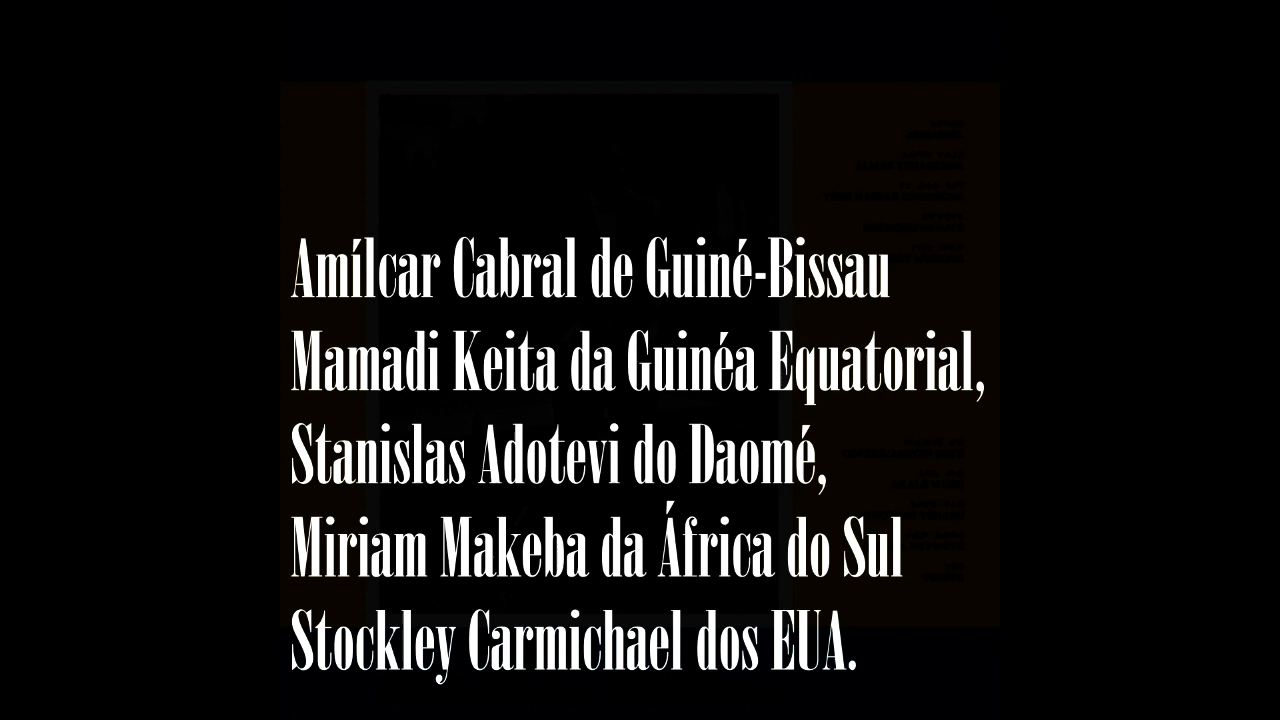 Amílcar Cabral de Guiné-Bissau
Mamadi Keita da Guinéa Equatorial,
Stanislas Adotevi do Daomé,
Miriam Makeba da África do Sul
Stockley Carmichael dos EUA.